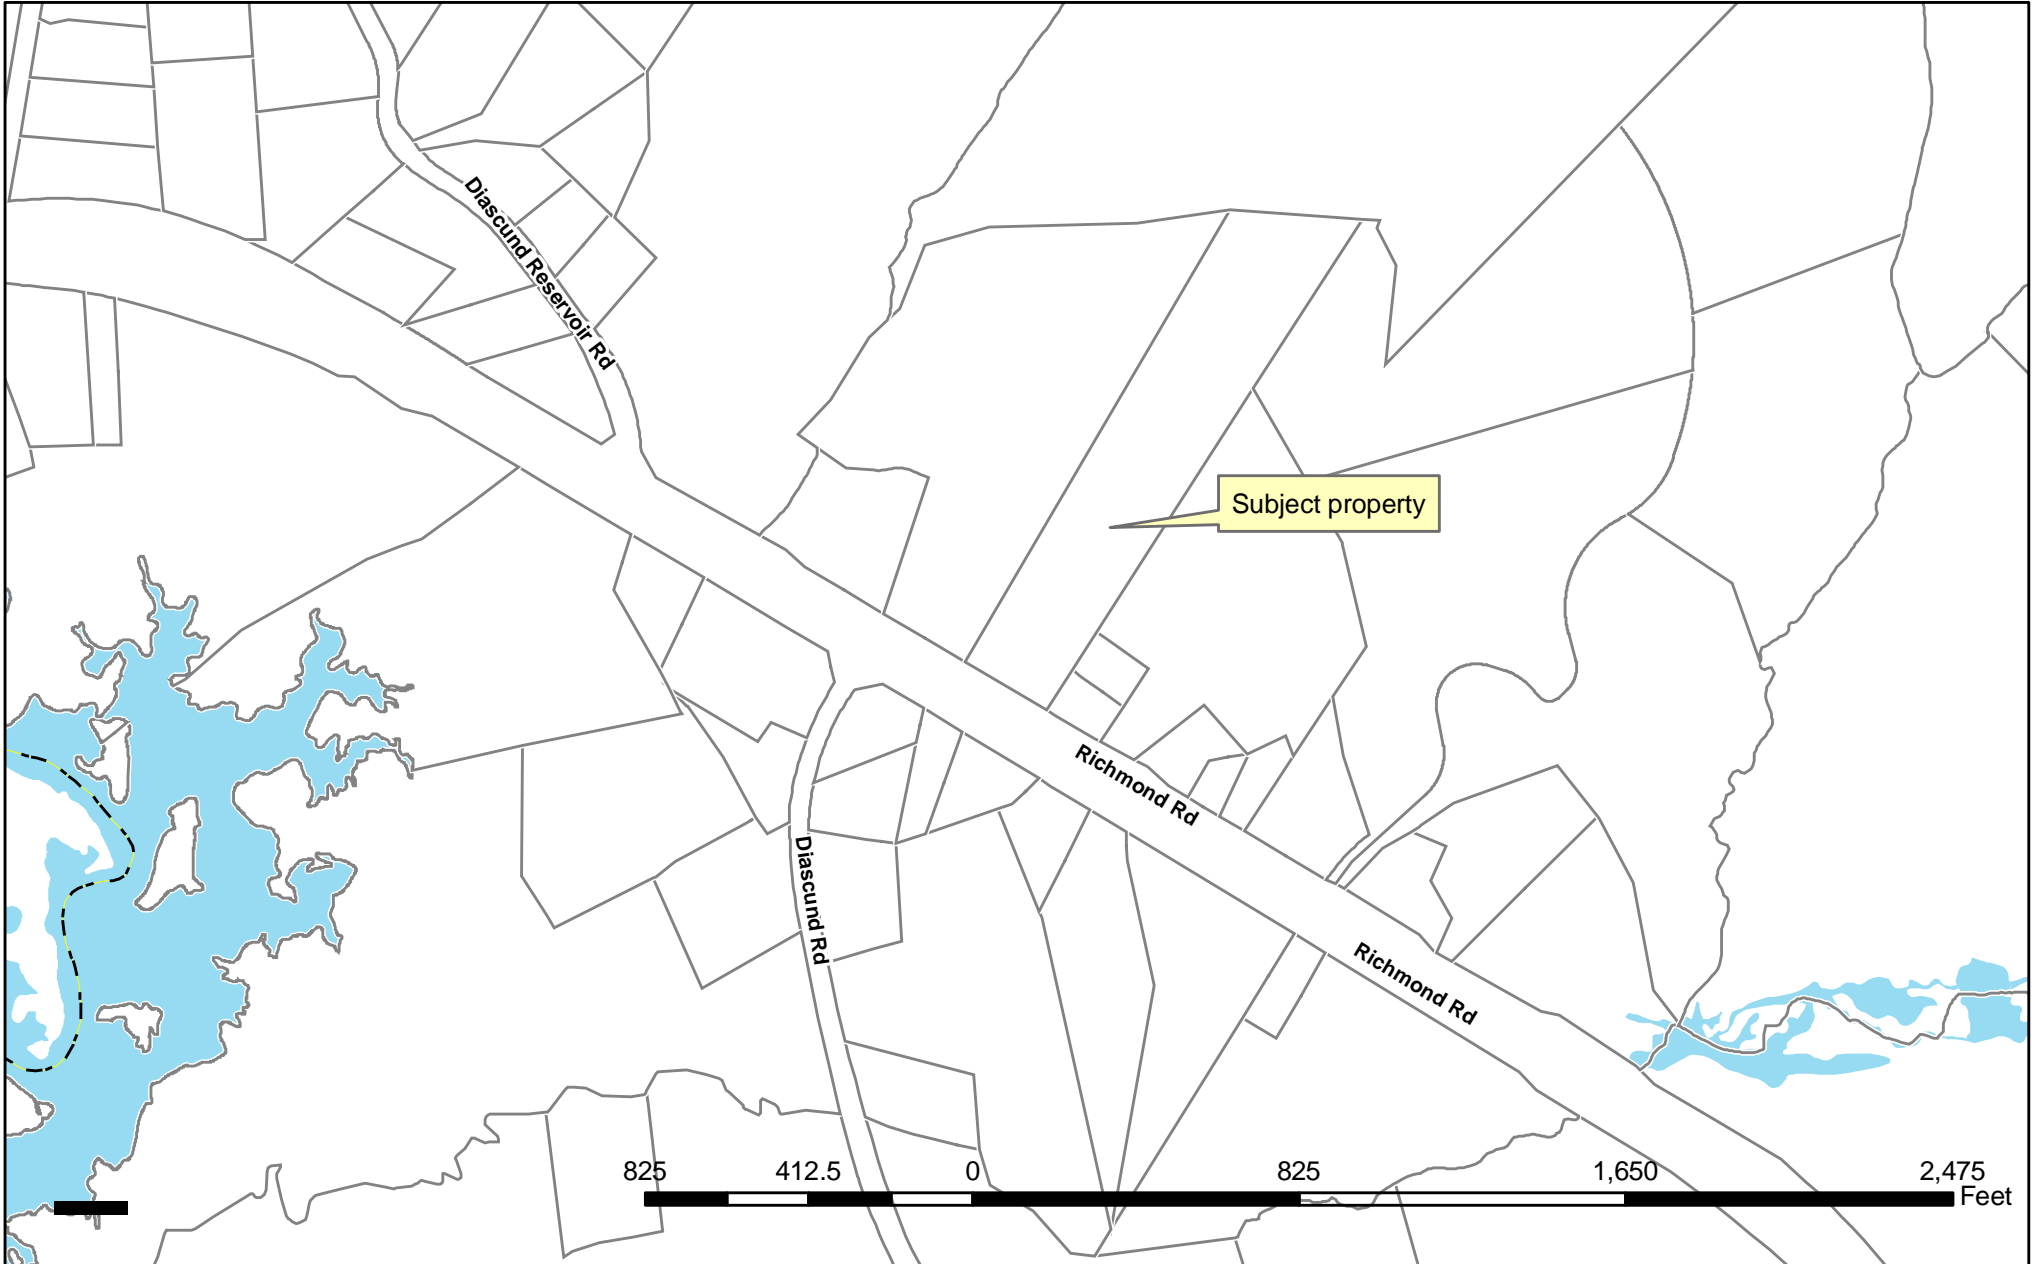 Diascund Reservoir Rd
Subject property
Richmond Rd
Diascund Rd
Richmond Rd
825 412.5 0 825 1,650 2,475
Feet